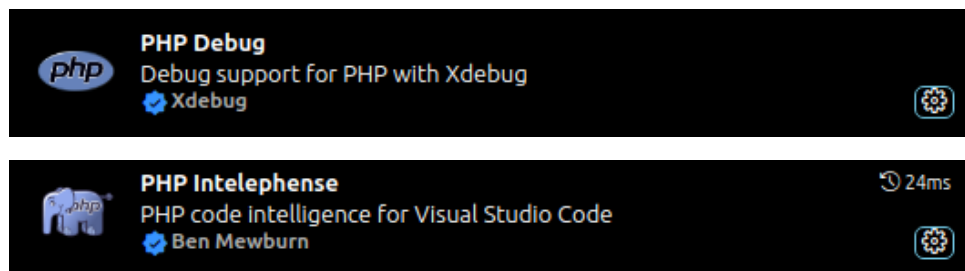 php
PHP Debug
Debug support for PHP with Xdebug
Xdebug
php
PHP Intelephense
24ms
PHP code intelligence for Visual Studio Code
Ben Mewburn